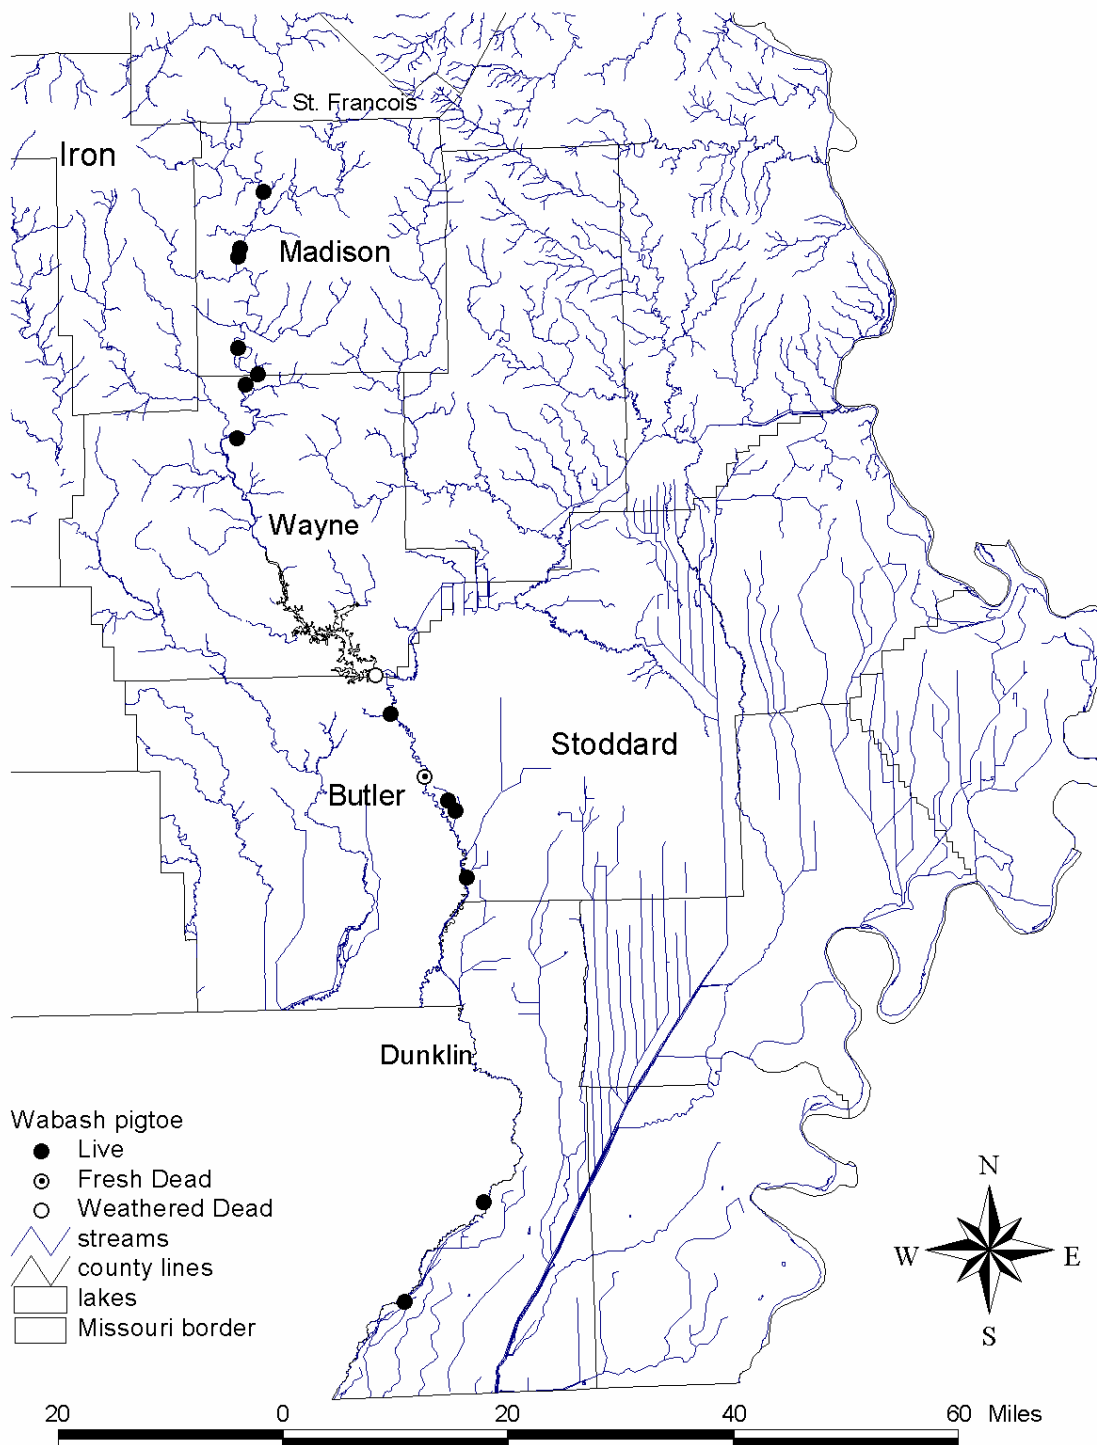 St. Francois
Iron
Madison
Wayne
Stoddard
Butler
Dunklin
Wabash pigtoe
Live
Fresh Dead
Weathered Dead
streams
county lines
lakes
Missouri border
N
W
E
S
20
0
20
40
60 Miles